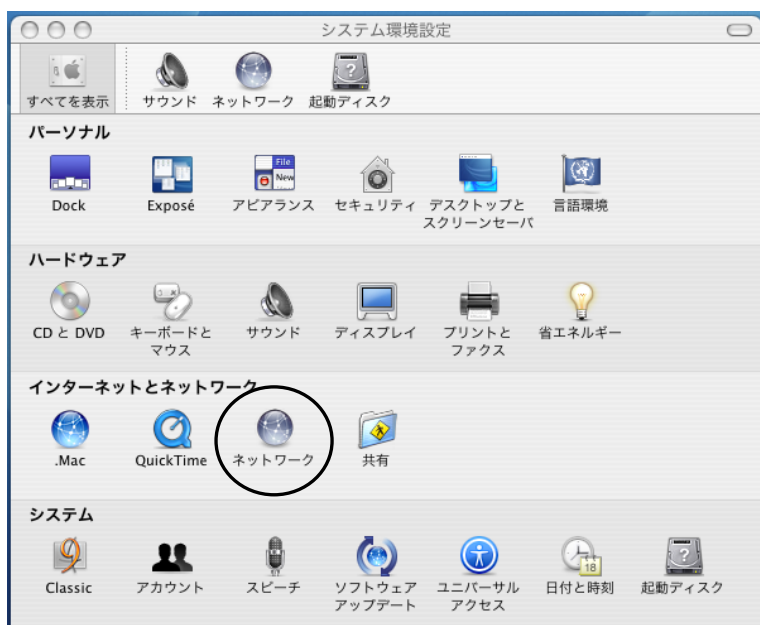 システム環境設定
すべてを表示 サウンド ネットワーク 起動ディスク
パーソナル
File
New
Dock Exposé アピアランス セキュリティ デスクトップと 言語環境
スクリーンセーバ
ハードウェア
CD と DVD キーボードと サウンド ディスプレイ プリントと 省エネルギー
マウス ファクス
インターネットとネットワーク
.Mac QuickTime ネットワーク 共有
システム
18
Classic アカウント スピーチ ソフトウェア ユニバーサル 日付と時刻 起動ディスク
アップデート アクセス